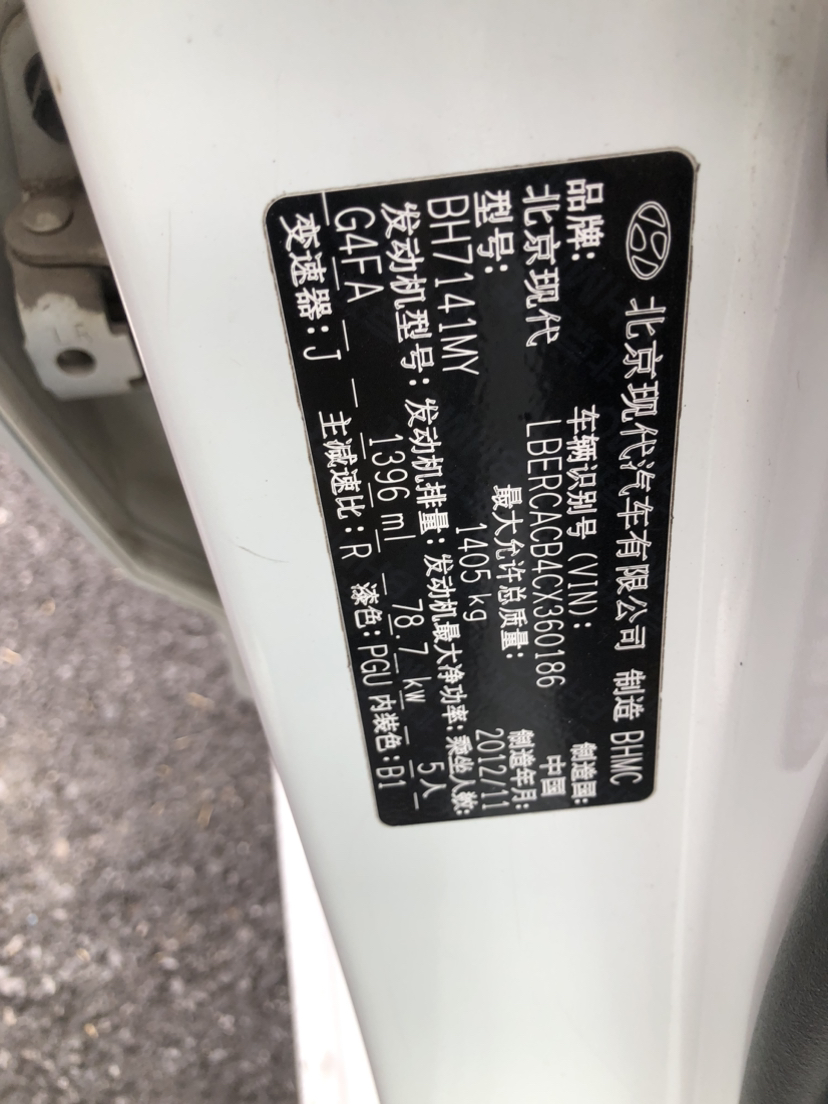 北京现代汽车有限公司 制造 BHMC
品牌: 车辆识别号 (VIN): 制造国:
北京现代 LBERCACB4CX360186 中国
型号: 最大允许总质量: 制造年月:
BH7141MY 1405 kg 2012/11
发动机型号: 发动机排量: 发动机最大净功率: 乘坐人数:
G4FA 1396 ml 78.7 kw 5人
变速器: J 主减速比: R 漆色: PGU 内装色: B1